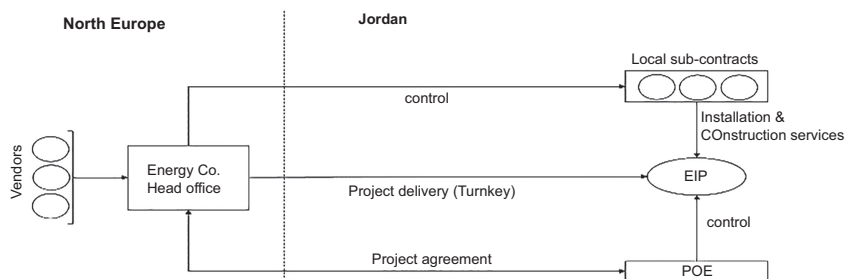 North Europe
Jordan
Local sub-contracts
control
Installation &
COnstruction services
Vendors
Energy Co.
Head office
EIP
Project delivery (Turnkey)
control
Project agreement
POE